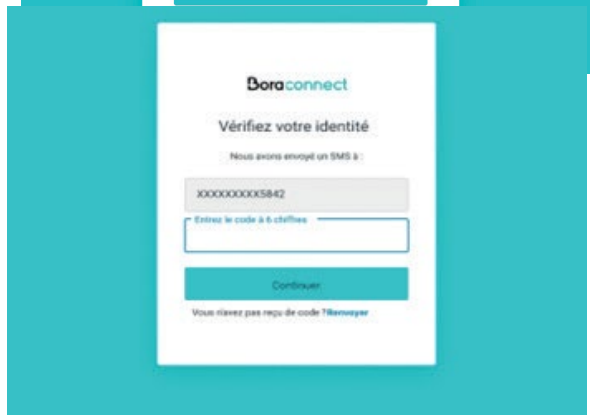 Boraconnect
Vérifiez votre identité
Nous avons envoyé un SMS à :
XXXXXXXXXX5842
Entrez le code à 6 chiffres
Continuer
Vous n'avez pas reçu de code ? Renvoyer